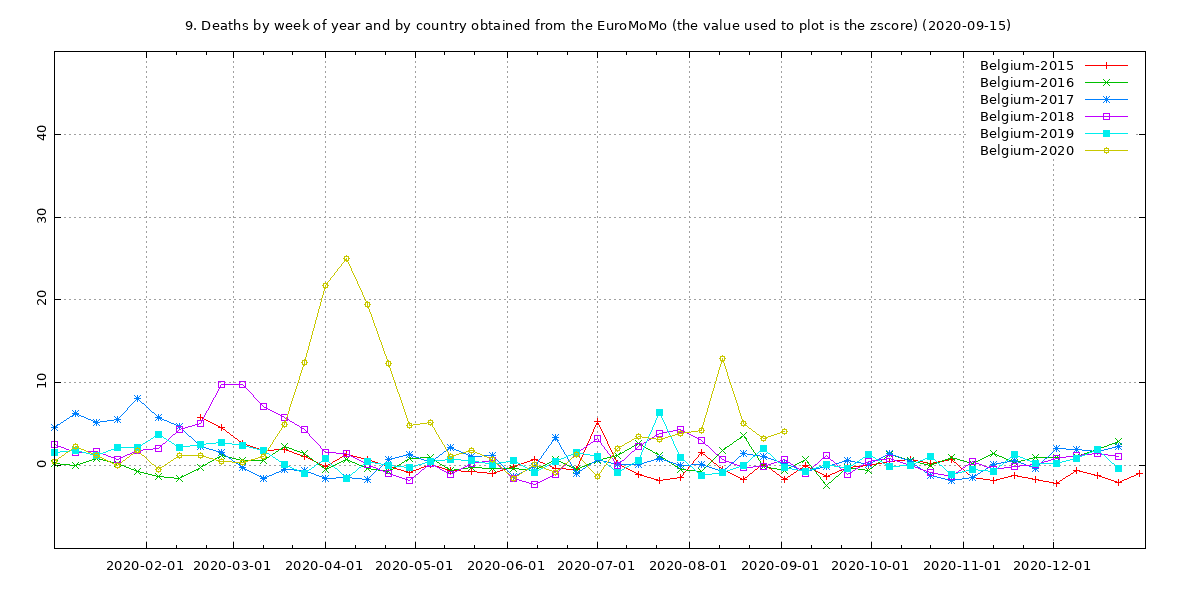 9. Deaths by week of year and by country obtained from the EuroMoMo (the value used to plot is the zscore) (2020-09-15)
Belgium-2015
Belgium-2016
Belgium-2017
Belgium-2018
Belgium-2019
Belgium-2020
40
30
20
10
0
2020-02-01 2020-03-01 2020-04-01 2020-05-01 2020-06-01 2020-07-01 2020-08-01 2020-09-01 2020-10-01 2020-11-01 2020-12-01